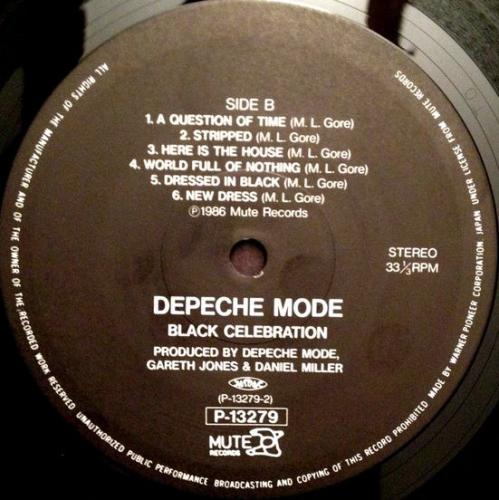 SIDE B
1. A QUESTION OF TIME (M. L. Gore)
2. STRIPPED (M. L. Gore)
3. HERE IS THE HOUSE (M. L. Gore)
4. WORLD FULL OF NOTHING (M. L. Gore)
5. DRESSED IN BLACK (M. L. Gore)
6. NEW DRESS (M. L. Gore)
Ⓟ1986 Mute Records
STEREO
33⅓RPM
DEPECHE MODE
BLACK CELEBRATION
PRODUCED BY DEPECHE MODE,
GARETH JONES & DANIEL MILLER
(P-13279-2)
P-13279
MUTE
RECORDS
ALL RIGHTS OF THE MANUFACTURER AND OF THE OWNER OF THE RECORDED WORK RESERVED UNAUTHORIZED PUBLIC PERFORMANCE BROADCASTING AND COPYING OF THIS RECORD PROHIBITED MADE BY WARNER PIONEER CORPORATION, JAPAN UNDER LICENSE FROM MUTE RECORDS